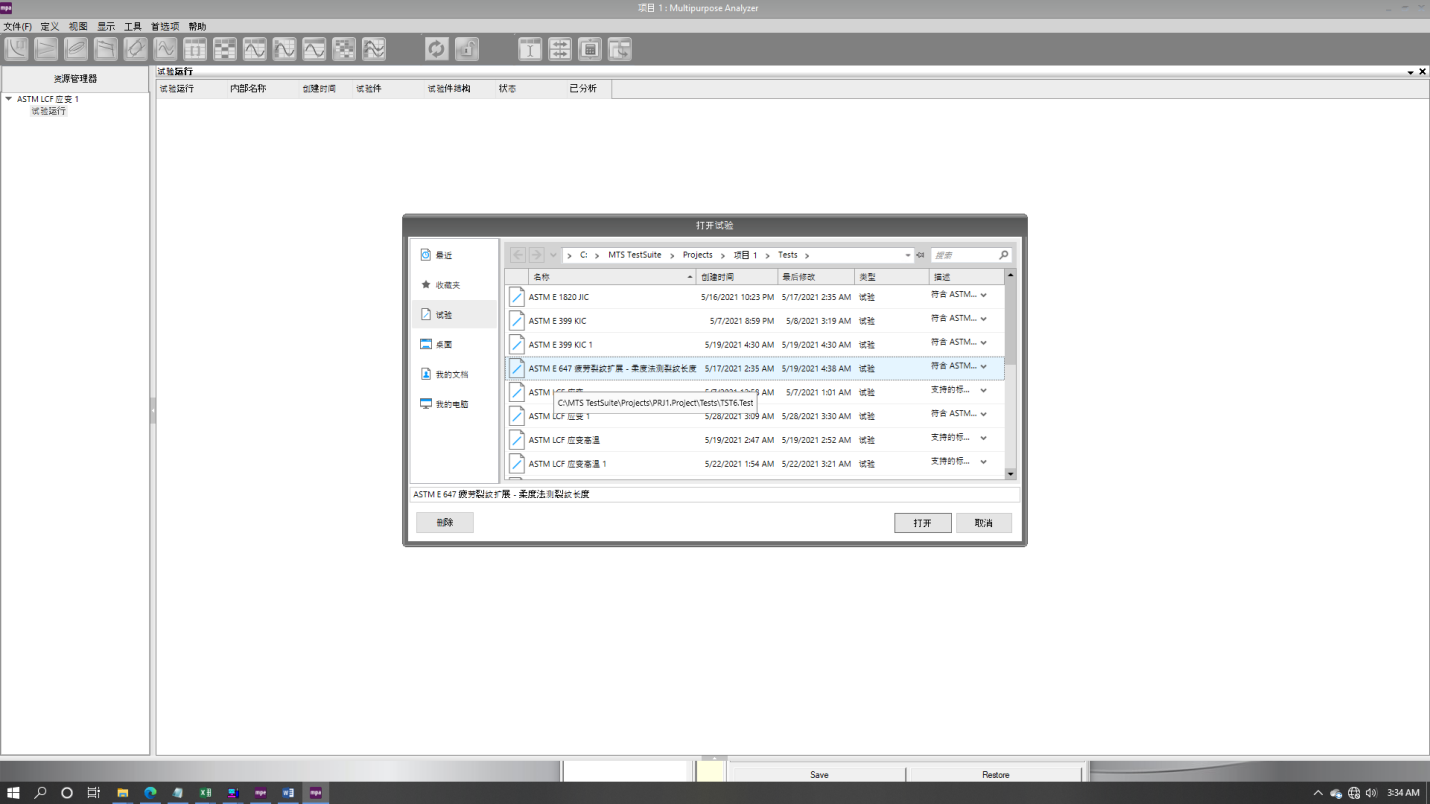 mpa
项目 1 : Multipurpose Analyzer
文件(F) 定义 视图 显示 工具 首选项 帮助
资源管理器
ASTM LCF 应变 1
试验运行
试验运行
试验运行 内部名称 创建时间 试验件 试验件结构 状态 已分析
打开试验
最近
收藏夹
试验
桌面
我的文档
我的电脑
C: MTS TestSuite Projects 项目 1 Tests
搜索
名称 创建时间 最后修改 类型 描述
ASTM E 1820 JIC 5/16/2021 10:23 PM 5/17/2021 2:35 AM 试验 符合 ASTM...
ASTM E 399 KIC 5/7/2021 8:59 PM 5/8/2021 3:19 AM 试验 符合 ASTM...
ASTM E 399 KIC 1 5/19/2021 4:30 AM 5/19/2021 4:30 AM 试验 符合 ASTM...
ASTM E 647 疲劳裂纹扩展 - 柔度法测裂纹长度 5/17/2021 2:35 AM 5/19/2021 4:38 AM 试验 符合 ASTM...
ASTM LCF 应变 5/7/2021 12:58 AM 5/7/2021 1:01 AM 试验 支持的标...
C:\MTS TestSuite\Projects\PRJ1.Project\Tests\TST6.Test
ASTM LCF 应变 1 5/28/2021 3:09 AM 5/28/2021 3:30 AM 试验 符合 ASTM...
ASTM LCF 应变高温 5/19/2021 2:47 AM 5/19/2021 2:52 AM 试验 支持的标...
ASTM LCF 应变高温 1 5/22/2021 1:54 AM 5/22/2021 3:21 AM 试验 支持的标...
ASTM E 647 疲劳裂纹扩展 - 柔度法测裂纹长度
删除 打开 取消
Save Restore
mpa mpa
3:34 AM